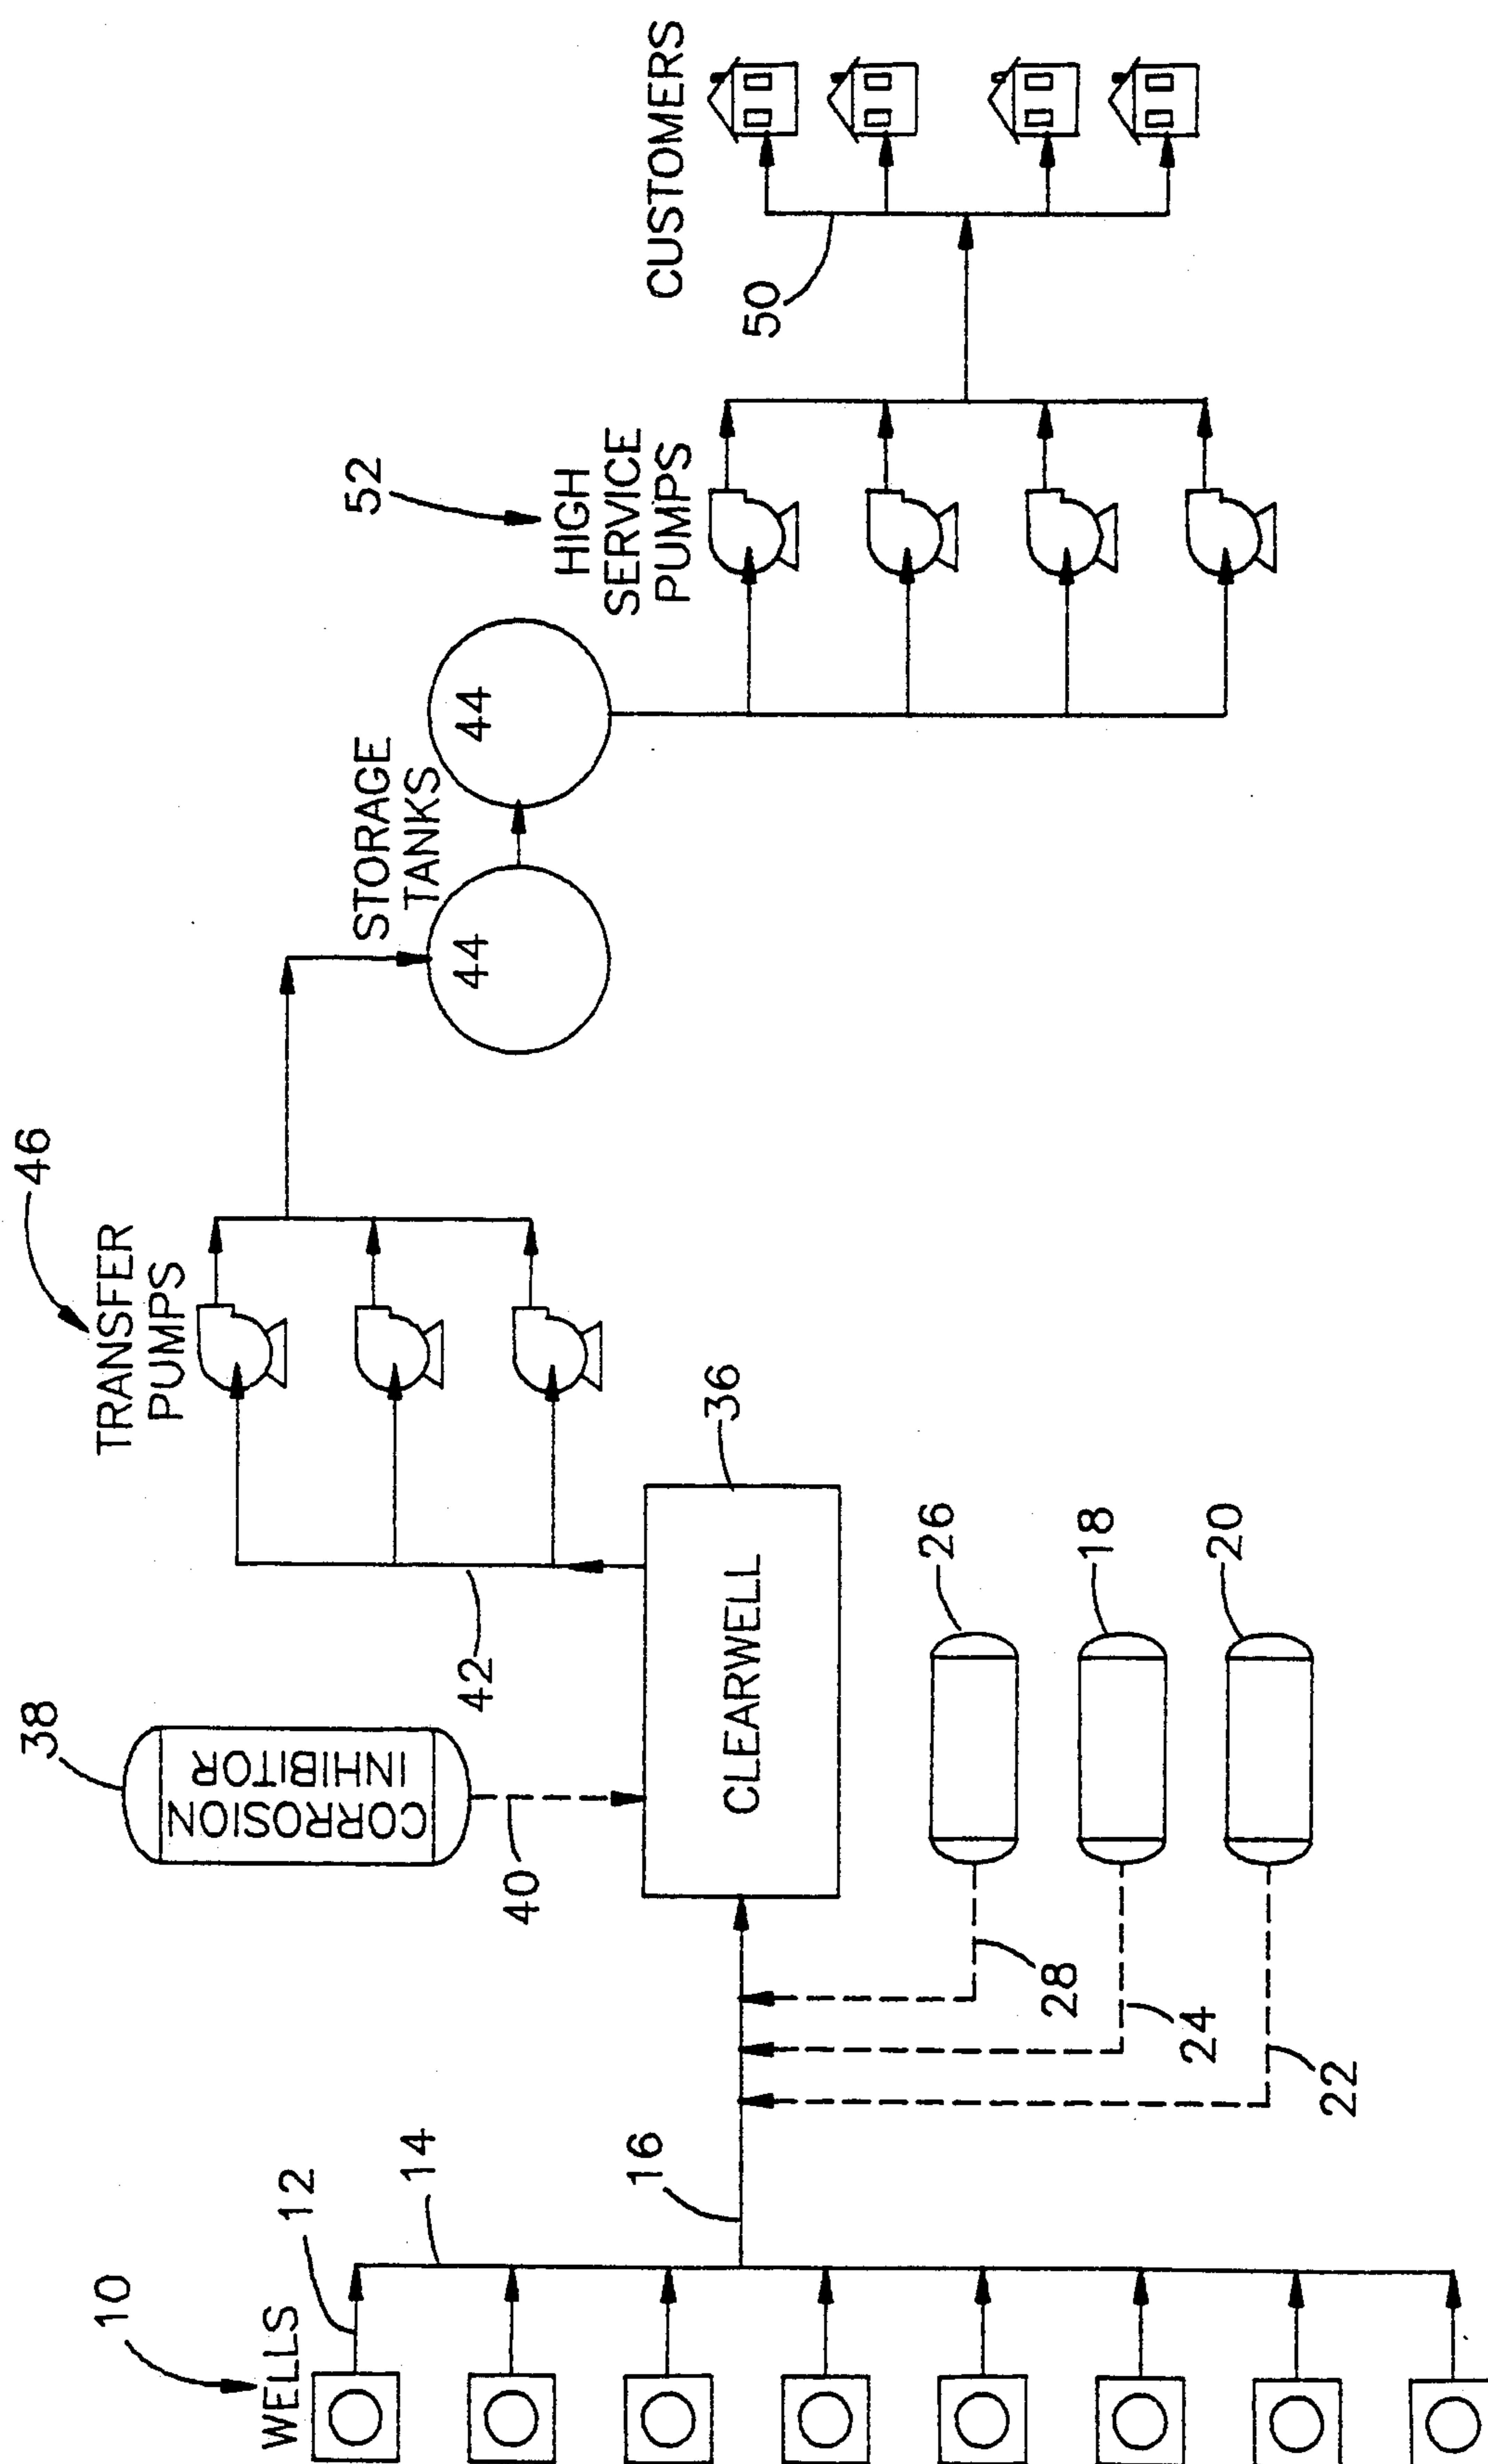 10
WELLS
12
14
16
22
24
28
20
18
26
38
CORROSION
INHIBITOR
40
CLEARWELL
36
42
46
TRANSFER
PUMPS
STORAGE
TANKS
44
44
52
HIGH
SERVICE
PUMPS
50
CUSTOMERS